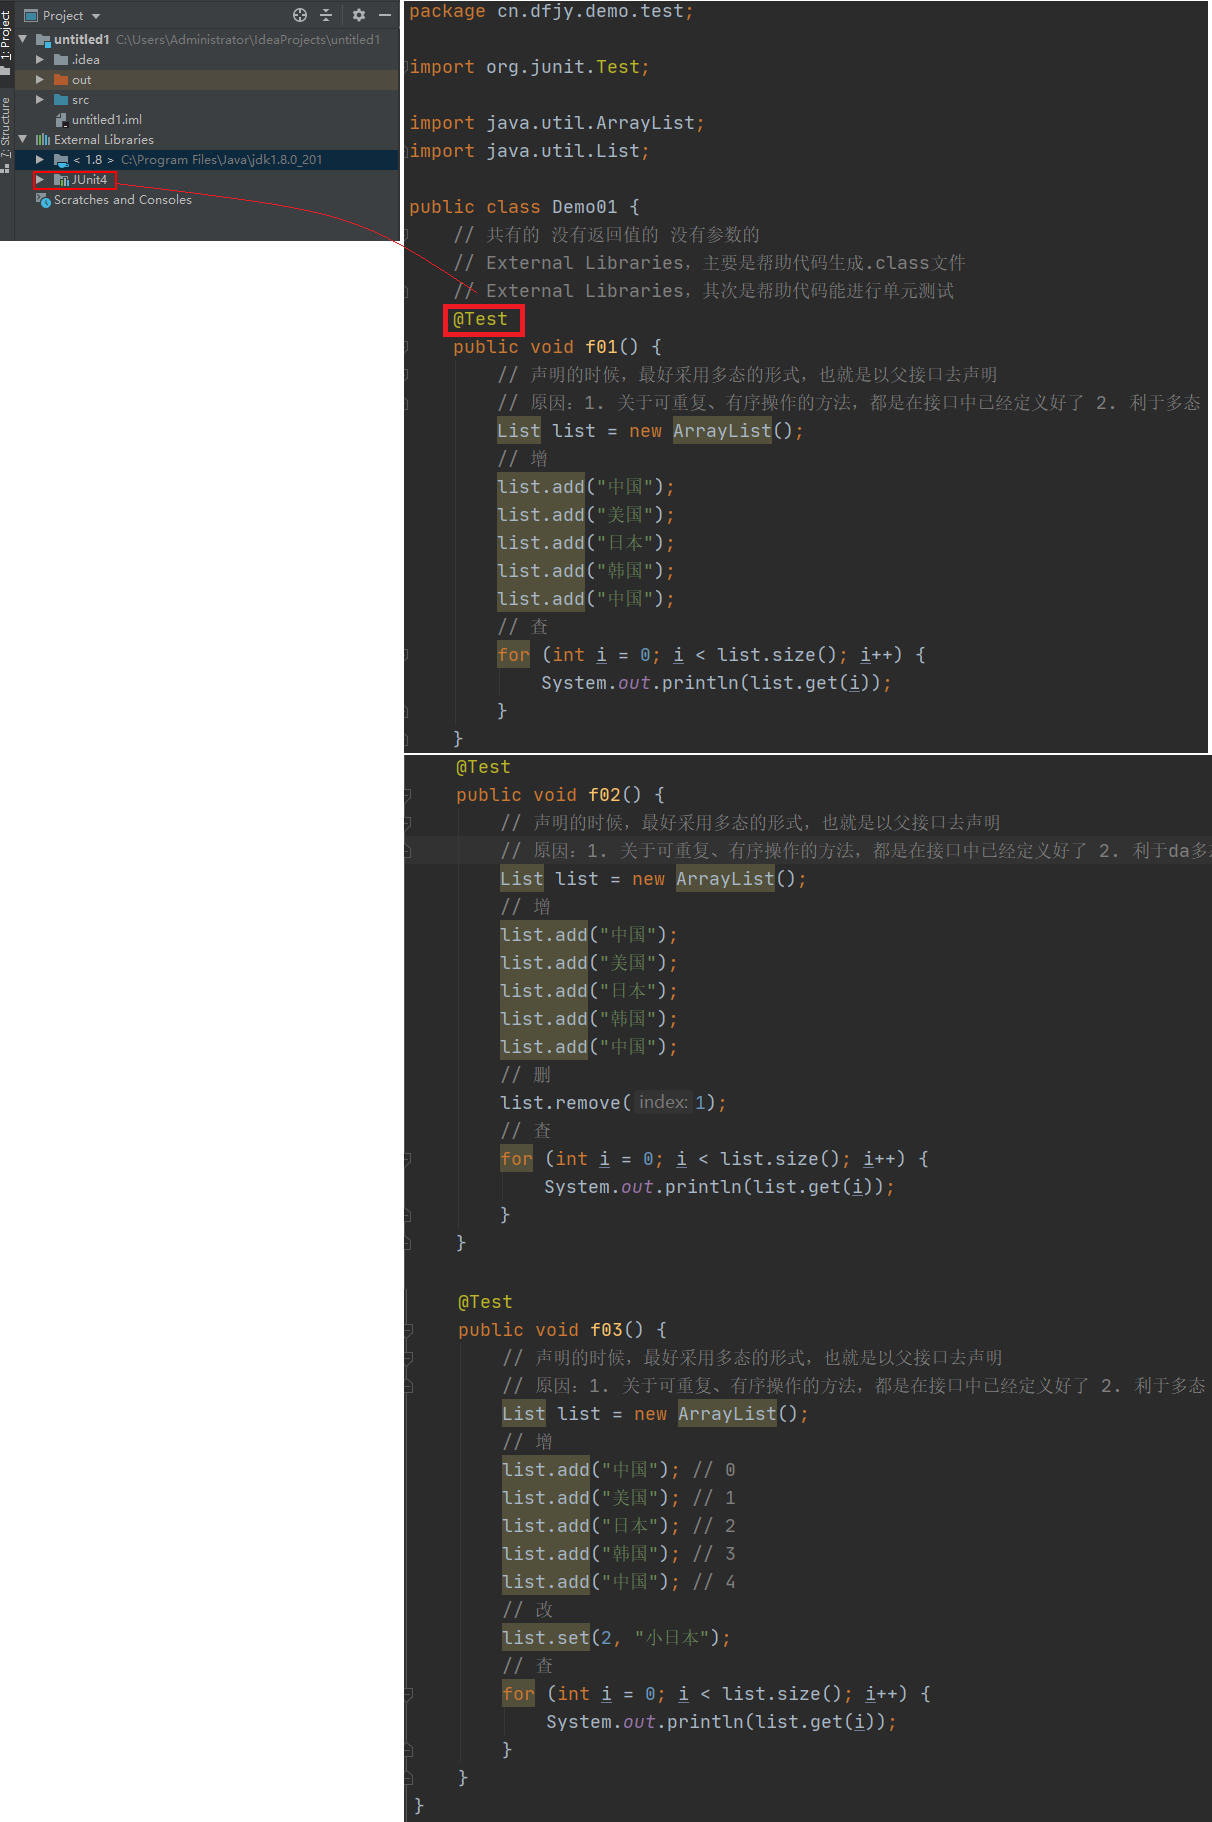 Project
1: Project
7: Structure
untitled1 C:\Users\Administrator\IdeaProjects\untitled1
.idea
out
src
untitled1.iml
External Libraries
< 1.8 > C:\Program Files\Java\jdk1.8.0_201
JUnit4
Scratches and Consoles
package cn.dfjy.demo.test;
import org.junit.Test;
import java.util.ArrayList;
import java.util.List;
public class Demo01 {
// 共有的 没有返回值的 没有参数的
// External Libraries，主要是帮助代码生成.class文件
// External Libraries，其次是帮助代码能进行单元测试
@Test
public void f01() {
// 声明的时候，最好采用多态的形式，也就是以父接口去声明
// 原因：1. 关于可重复、有序操作的方法，都是在接口中已经定义好了 2. 利于多态
List list = new ArrayList();
// 增
list.add("中国");
list.add("美国");
list.add("日本");
list.add("韩国");
list.add("中国");
// 查
for (int i = 0; i < list.size(); i++) {
System.out.println(list.get(i));
}
}
@Test
public void f02() {
// 声明的时候，最好采用多态的形式，也就是以父接口去声明
// 原因：1. 关于可重复、有序操作的方法，都是在接口中已经定义好了 2. 利于da多
List list = new ArrayList();
// 增
list.add("中国");
list.add("美国");
list.add("日本");
list.add("韩国");
list.add("中国");
// 删
list.remove( index: 1);
// 查
for (int i = 0; i < list.size(); i++) {
System.out.println(list.get(i));
}
}
@Test
public void f03() {
// 声明的时候，最好采用多态的形式，也就是以父接口去声明
// 原因：1. 关于可重复、有序操作的方法，都是在接口中已经定义好了 2. 利于多态
List list = new ArrayList();
// 增
list.add("中国"); // 0
list.add("美国"); // 1
list.add("日本"); // 2
list.add("韩国"); // 3
list.add("中国"); // 4
// 改
list.set(2, "小日本");
// 查
for (int i = 0; i < list.size(); i++) {
System.out.println(list.get(i));
}
}
}